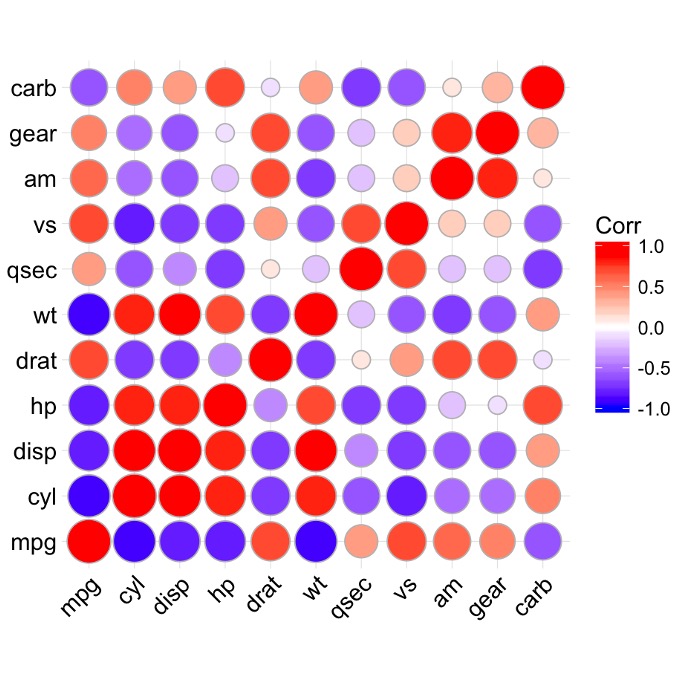 carb
gear
am
vs
qsec
wt
drat
hp
disp
cyl
mpg
mpg cyl disp hp drat wt qsec vs am gear carb
Corr
1.0
0.5
0.0
-0.5
-1.0